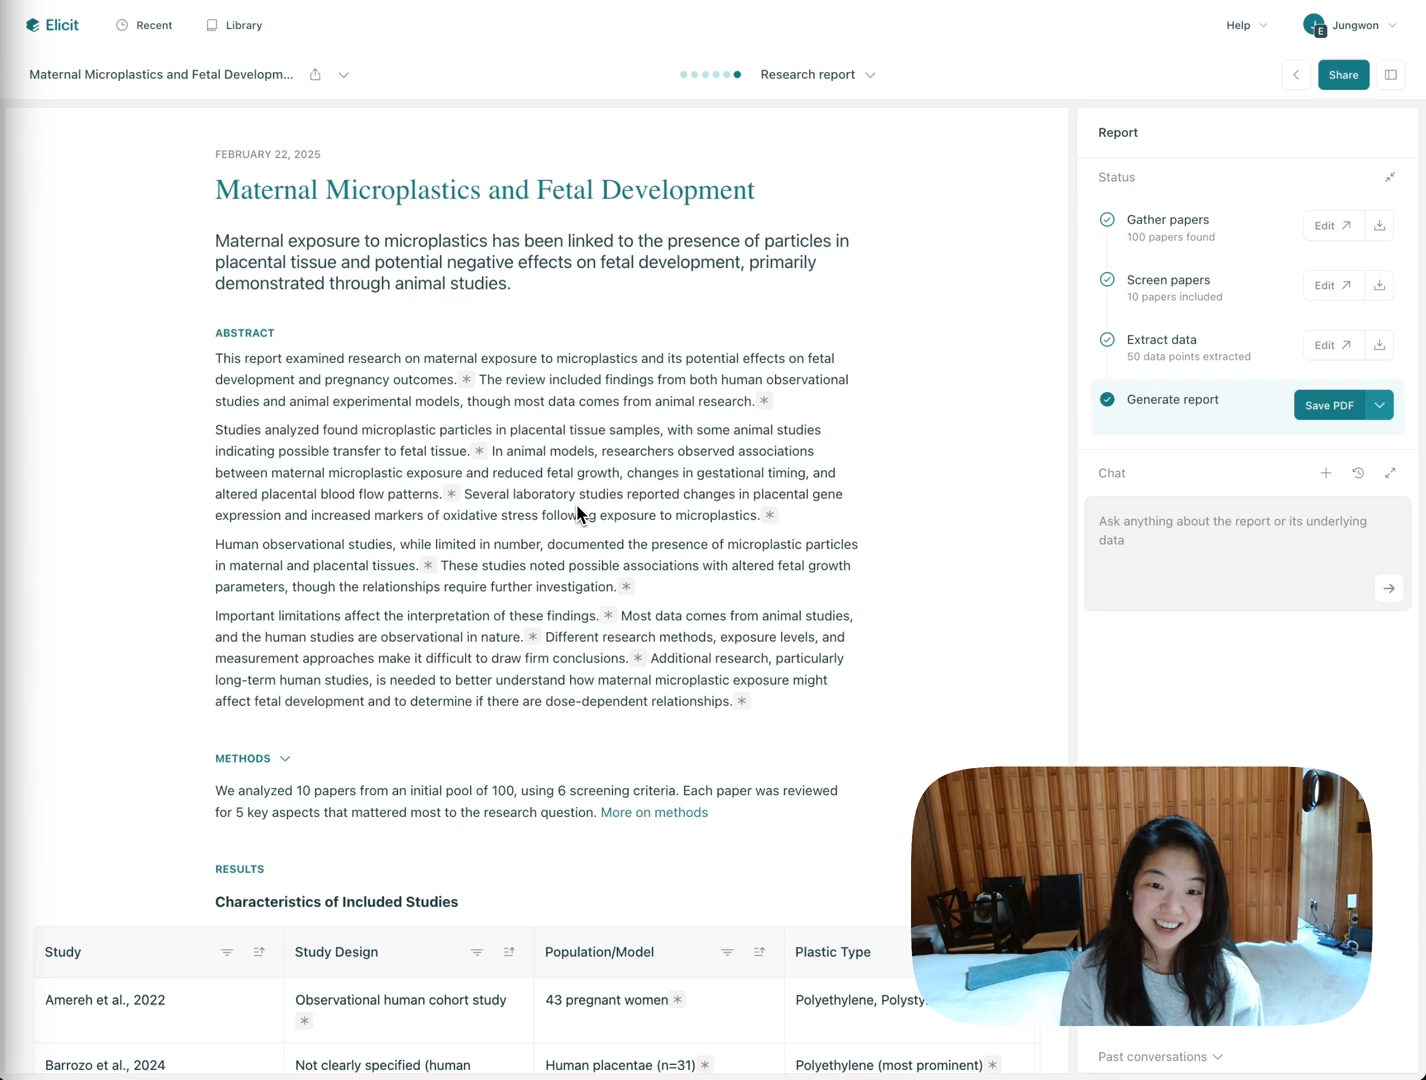 Elicit
Recent
Library
Help
J
E
Jungwon
Maternal Microplastics and Fetal Developm...
Research report
Share
FEBRUARY 22, 2025
Maternal Microplastics and Fetal Development
Maternal exposure to microplastics has been linked to the presence of particles in
placental tissue and potential negative effects on fetal development, primarily
demonstrated through animal studies.
ABSTRACT
This report examined research on maternal exposure to microplastics and its potential effects on fetal
development and pregnancy outcomes. * The review included findings from both human observational
studies and animal experimental models, though most data comes from animal research. *
Studies analyzed found microplastic particles in placental tissue samples, with some animal studies
indicating possible transfer to fetal tissue. * In animal models, researchers observed associations
between maternal microplastic exposure and reduced fetal growth, changes in gestational timing, and
altered placental blood flow patterns. * Several laboratory studies reported changes in placental gene
expression and increased markers of oxidative stress following exposure to microplastics. *
Human observational studies, while limited in number, documented the presence of microplastic particles
in maternal and placental tissues. * These studies noted possible associations with altered fetal growth
parameters, though the relationships require further investigation. *
Important limitations affect the interpretation of these findings. * Most data comes from animal studies,
and the human studies are observational in nature. * Different research methods, exposure levels, and
measurement approaches make it difficult to draw firm conclusions. * Additional research, particularly
long-term human studies, is needed to better understand how maternal microplastic exposure might
affect fetal development and to determine if there are dose-dependent relationships. *
METHODS
We analyzed 10 papers from an initial pool of 100, using 6 screening criteria. Each paper was reviewed
for 5 key aspects that mattered most to the research question. More on methods
RESULTS
Characteristics of Included Studies
Study
Study Design
Population/Model
Plastic Type
Amereh et al., 2022
Observational human cohort study
*
43 pregnant women *
Polyethylene, Polysty
Barrozo et al., 2024
Not clearly specified (human
Human placentae (n=31) *
Polyethylene (most prominent) *
Report
Status
Gather papers
100 papers found
Edit
Screen papers
10 papers included
Edit
Extract data
50 data points extracted
Edit
Generate report
Save PDF
Chat
Ask anything about the report or its underlying
data
Past conversations